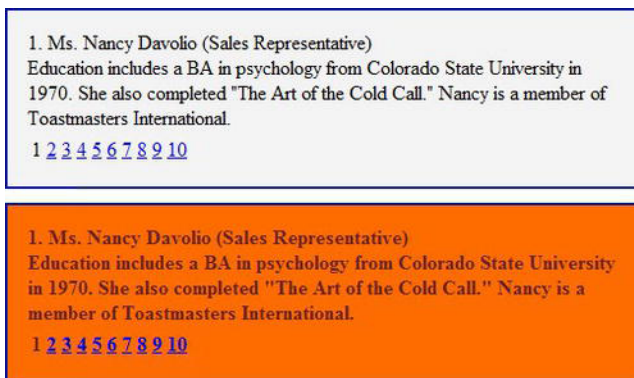 1. Ms. Nancy Davolio (Sales Representative)
Education includes a BA in psychology from Colorado State University in
1970. She also completed "The Art of the Cold Call." Nancy is a member of
Toastmasters International.
1 2 3 4 5 6 7 8 9 10
1. Ms. Nancy Davolio (Sales Representative)
Education includes a BA in psychology from Colorado State University
in 1970. She also completed "The Art of the Cold Call." Nancy is a
member of Toastmasters International.
1 2 3 4 5 6 7 8 9 10